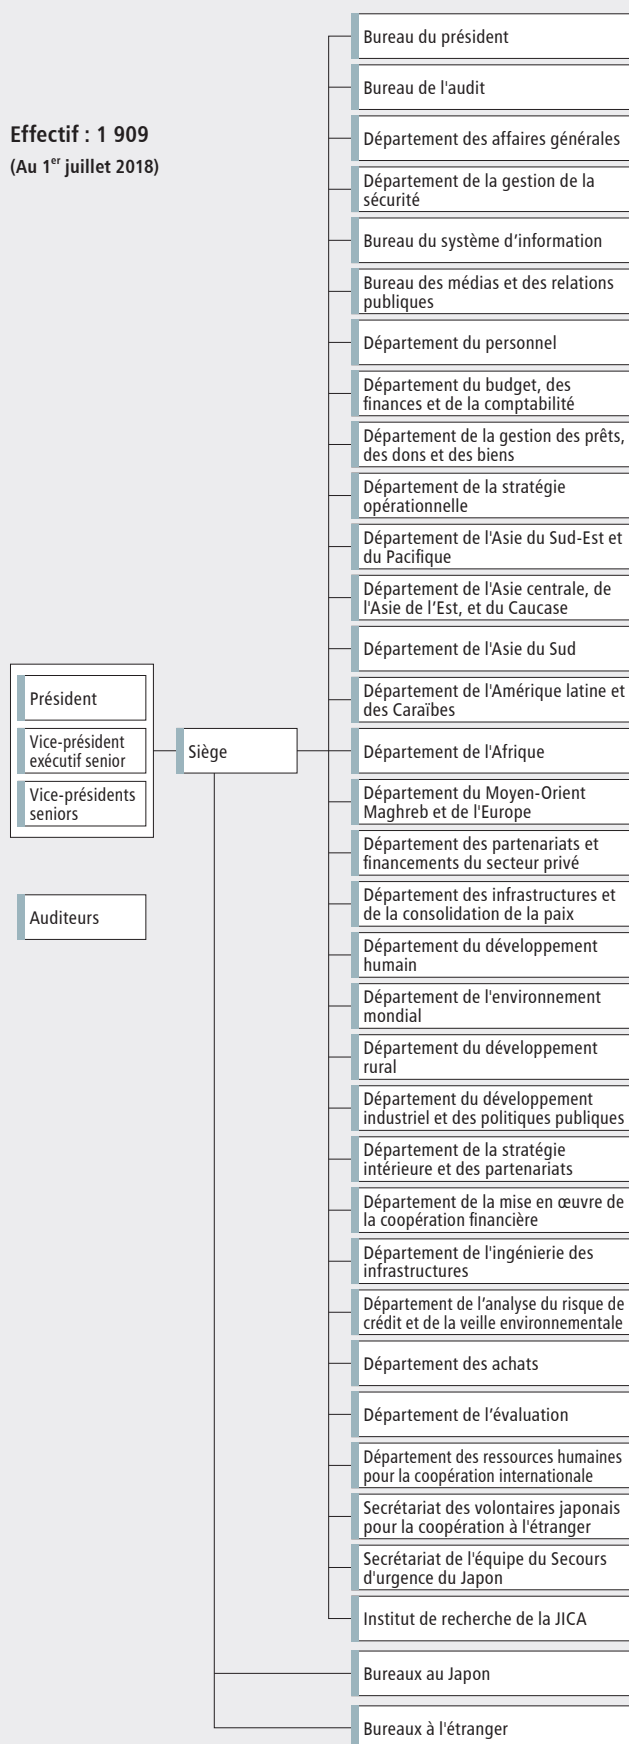 Effectif : 1 909
(Au 1er juillet 2018)
Président
Vice-président
exécutif senior
Vice-présidents
seniors
Auditeurs
Siège
Bureau du président
Bureau de l'audit
Département des affaires générales
Département de la gestion de la
sécurité
Bureau du système d’information
Bureau des médias et des relations
publiques
Département du personnel
Département du budget, des
finances et de la comptabilité
Département de la gestion des prêts,
des dons et des biens
Département de la stratégie
opérationnelle
Département de l'Asie du Sud-Est et
du Pacifique
Département de l'Asie centrale, de
l'Asie de l’Est, et du Caucase
Département de l'Asie du Sud
Département de l'Amérique latine et
des Caraïbes
Département de l'Afrique
Département du Moyen-Orient
Maghreb et de l'Europe
Département des partenariats et
financements du secteur privé
Département des infrastructures et
de la consolidation de la paix
Département du développement
humain
Département de l'environnement
mondial
Département du développement
rural
Département du développement
industriel et des politiques publiques
Département de la stratégie
intérieure et des partenariats
Département de la mise en œuvre de
la coopération financière
Département de l'ingénierie des
infrastructures
Département de l’analyse du risque de
crédit et de la veille environnementale
Département des achats
Département de l’évaluation
Département des ressources humaines
pour la coopération internationale
Secrétariat des volontaires japonais
pour la coopération à l'étranger
Secrétariat de l'équipe du Secours
d'urgence du Japon
Institut de recherche de la JICA
Bureaux au Japon
Bureaux à l'étranger